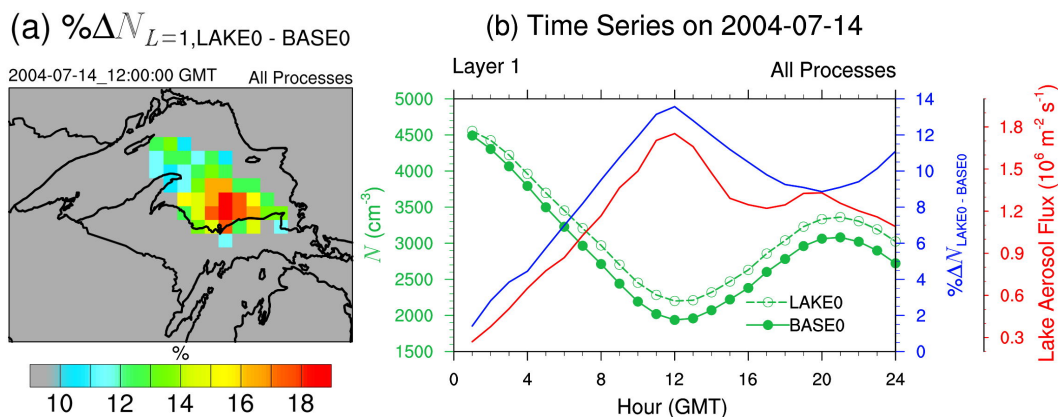 (a) %ΔN_{L=1,LAKE0 - BASE0}
2004-07-14_12:00:00 GMT All Processes
%
10 12 14 16 18
(b) Time Series on 2004-07-14
Layer 1 All Processes
5000
4500
4000
3500
3000
2500
2000
1500
N (cm⁻³)
14
12
10
8
6
4
2
0
%ΔN_{LAKE0 - BASE0}
1.8
1.5
1.2
0.9
0.6
0.3
Lake Aerosol Flux (10⁶ m⁻² s⁻¹)
LAKE0
BASE0
0 4 8 12 16 20 24
Hour (GMT)